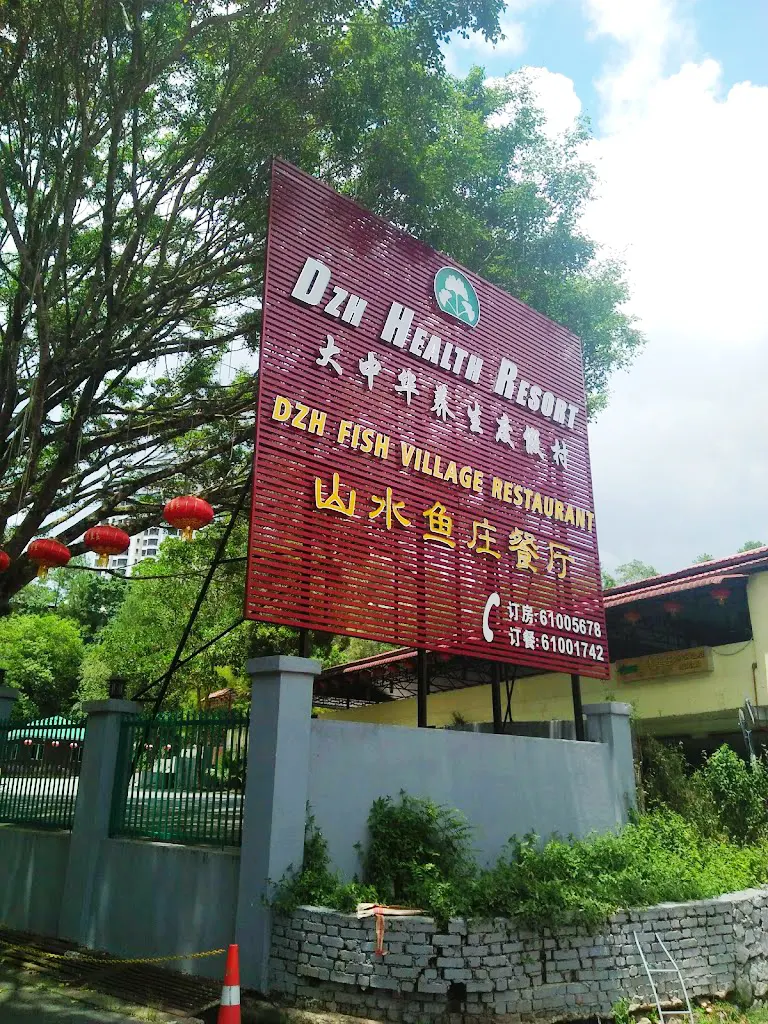 DZH HEALTH RESORT
大中华养生度假村
DZH FISH VILLAGE RESTAURANT
山水鱼庄餐厅
订房:61005678
订餐:61001742